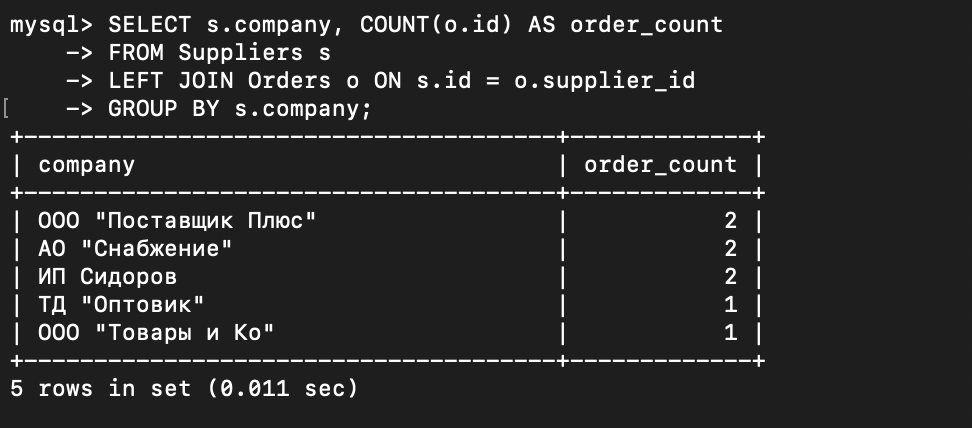 mysql> SELECT s.company, COUNT(o.id) AS order_count
    -> FROM Suppliers s
    -> LEFT JOIN Orders o ON s.id = o.supplier_id
[    -> GROUP BY s.company;
+--------------------------------------+-------------+
| company                              | order_count |
+--------------------------------------+-------------+
| ООО "Поставщик Плюс"                 |           2 |
| АО "Снабжение"                       |           2 |
| ИП Сидоров                           |           2 |
| ТД "Оптовик"                         |           1 |
| ООО "Товары и Ко"                    |           1 |
+--------------------------------------+-------------+
5 rows in set (0.011 sec)